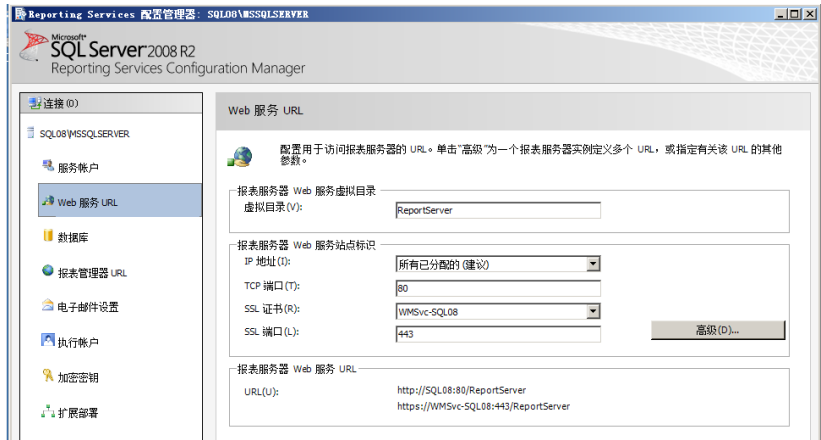 Reporting Services 配置管理器: SQL08\MSSQLSERVER
Microsoft
SQL Server 2008 R2
Reporting Services Configuration Manager
连接(O)
SQL08\MSSQLSERVER
服务帐户
Web 服务 URL
数据库
报表管理器 URL
电子邮件设置
执行帐户
加密密钥
扩展部署
Web 服务 URL
配置用于访问报表服务器的 URL。单击"高级"为一个报表服务器实例定义多个 URL，或指定有关该 URL 的其他
参数。
报表服务器 Web 服务虚拟目录
虚拟目录(V): ReportServer
报表服务器 Web 服务站点标识
IP 地址(I): 所有已分配的(建议)
TCP 端口(T): 80
SSL 证书(R): WMSvc-SQL08
SSL 端口(L): 443
高级(D)...
报表服务器 Web 服务 URL
URL(U): http://SQL08:80/ReportServer
https://WMSvc-SQL08:443/ReportServer